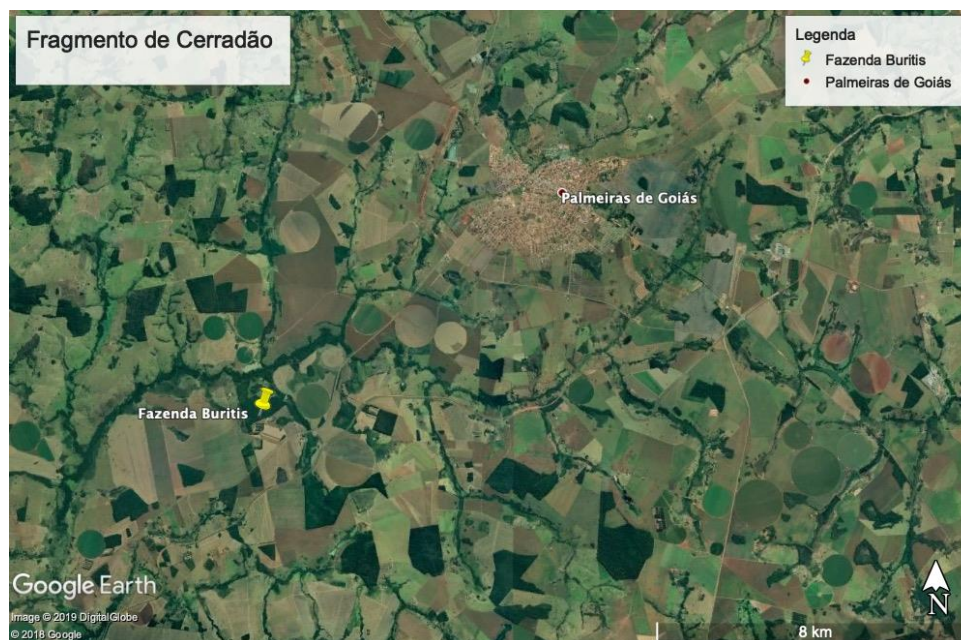 Fragmento de Cerradão
Legenda
Fazenda Buritis
Palmeiras de Goiás
Palmeiras de Goiás
Fazenda Buritis
Google Earth
Image © 2019 DigitalGlobe
© 2018 Google
N
8 km